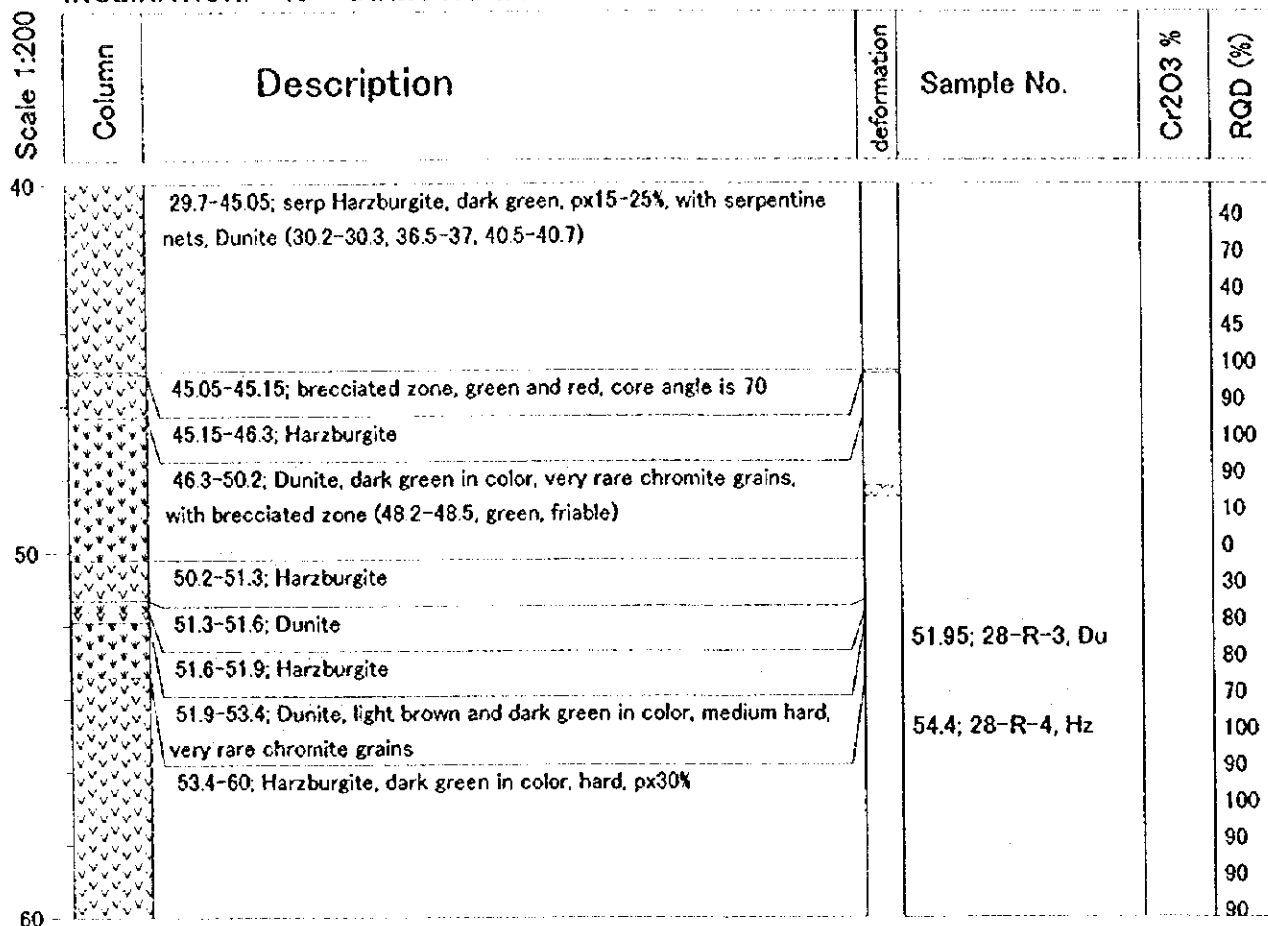 Scale 1:200
Column
Description
deformation
Sample No.
Cr2O3 %
RQD (%)
40
29.7-45.05; serp Harzburgite, dark green, px15-25%, with serpentine
nets, Dunite (30.2-30.3, 36.5-37, 40.5-40.7)
45.05-45.15; brecciated zone, green and red, core angle is 70
45.15-46.3; Harzburgite
46.3-50.2; Dunite, dark green in color, very rare chromite grains,
with brecciated zone (48.2-48.5, green, friable)
50
50.2-51.3; Harzburgite
51.3-51.6; Dunite
51.6-51.9; Harzburgite
51.9-53.4; Dunite, light brown and dark green in color, medium hard,
very rare chromite grains
53.4-60; Harzburgite, dark green in color, hard, px30%
60
51.95; 28-R-3, Du
54.4; 28-R-4, Hz
40
70
40
45
100
90
100
90
10
0
30
80
80
70
100
90
100
90
90
90